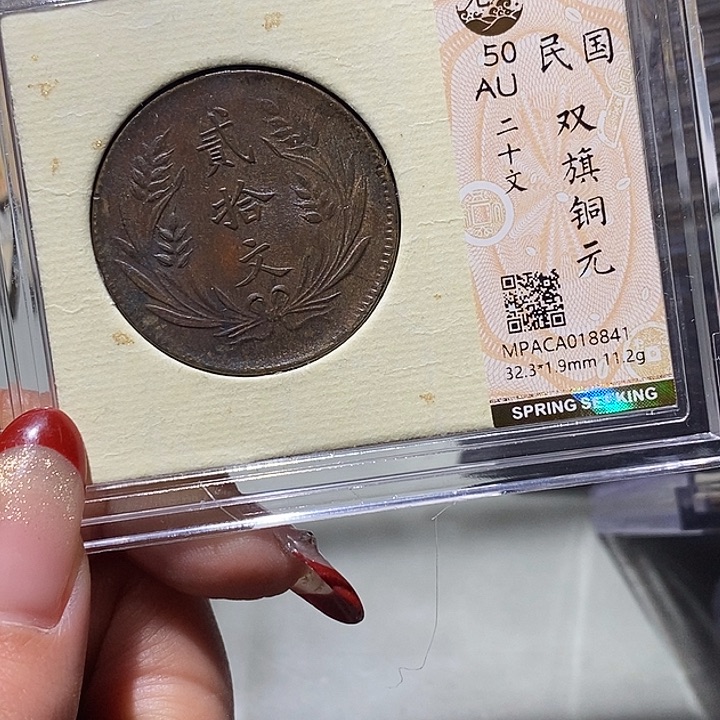 貳拾文
50
AU
民国
双旗铜元
二十文
MPACA018841
32.3*1.9mm 11.2g
SPRING SEEKING